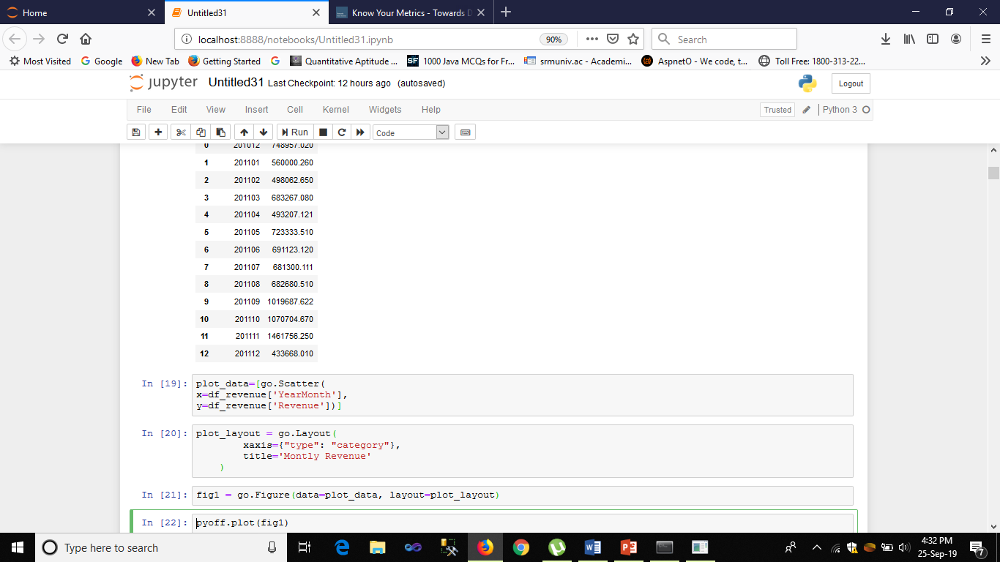 Home
Untitled31
Know Your Metrics - Towards D
localhost:8888/notebooks/Untitled31.ipynb
90%
Search
Most Visited
Google
New Tab
Getting Started
Quantitative Aptitude ...
SF
1000 Java MCQs for Fr...
srmuniv.ac - Academi...
AspnetO - We code, t...
Toll Free: 1800-313-22...
jupyter
Untitled31 Last Checkpoint: 12 hours ago (autosaved)
Logout
File Edit View Insert Cell Kernel Widgets Help
Trusted
Python 3
Run
Code
0 201012 748957.020
1 201101 560000.260
2 201102 498062.650
3 201103 683267.080
4 201104 493207.121
5 201105 723333.510
6 201106 691123.120
7 201107 681300.111
8 201108 682680.510
9 201109 1019687.622
10 201110 1070704.670
11 201111 1461756.250
12 201112 433668.010
In [19]: plot_data=[go.Scatter(
x=df_revenue['YearMonth'],
y=df_revenue['Revenue'])]
In [20]: plot_layout = go.Layout(
xaxis={"type": "category"},
title='Montly Revenue'
)
In [21]: fig1 = go.Figure(data=plot_data, layout=plot_layout)
In [22]: pyoff.plot(fig1)
Type here to search
4:32 PM
25-Sep-19
7